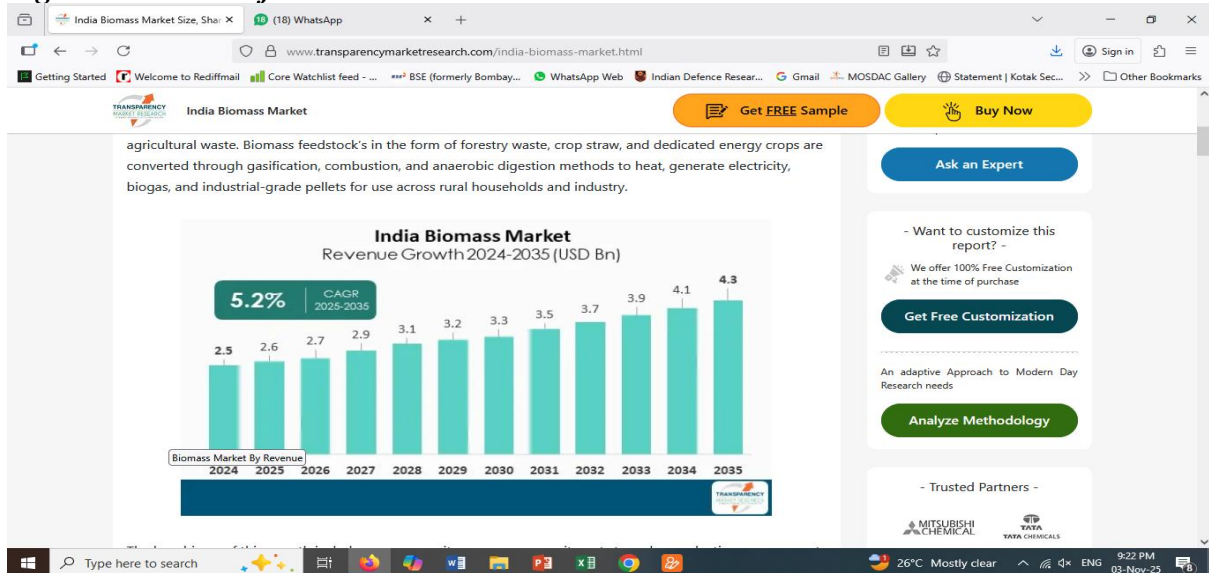 India Biomass Market Size, Shar
(18) WhatsApp
www.transparencymarketresearch.com/india-biomass-market.html
Sign in
Getting Started
Welcome to Rediffmail
Core Watchlist feed - ...
BSE (formerly Bombay...
WhatsApp Web
Indian Defence Resear...
Gmail
MOSDAC Gallery
Statement | Kotak Sec...
Other Bookmarks
TRANSPARENCY
MARKET RESEARCH
India Biomass Market
Get FREE Sample
Buy Now
agricultural waste. Biomass feedstock's in the form of forestry waste, crop straw, and dedicated energy crops are
converted through gasification, combustion, and anaerobic digestion methods to heat, generate electricity,
biogas, and industrial-grade pellets for use across rural households and industry.
India Biomass Market
Revenue Growth 2024-2035 (USD Bn)
5.2%
CAGR
2025-2035
2.5 2.6 2.7 2.9 3.1 3.2 3.3 3.5 3.7 3.9 4.1 4.3
Biomass Market By Revenue
2024 2025 2026 2027 2028 2029 2030 2031 2032 2033 2034 2035
TRANSPARENCY
MARKET RESEARCH
Ask an Expert
- Want to customize this
report? -
We offer 100% Free Customization
at the time of purchase
Get Free Customization
An adaptive Approach to Modern Day
Research needs
Analyze Methodology
- Trusted Partners -
MITSUBISHI
CHEMICAL
TATA
TATA CHEMICALS
Type here to search
26°C Mostly clear
ENG
9:22 PM
03-Nov-25
8